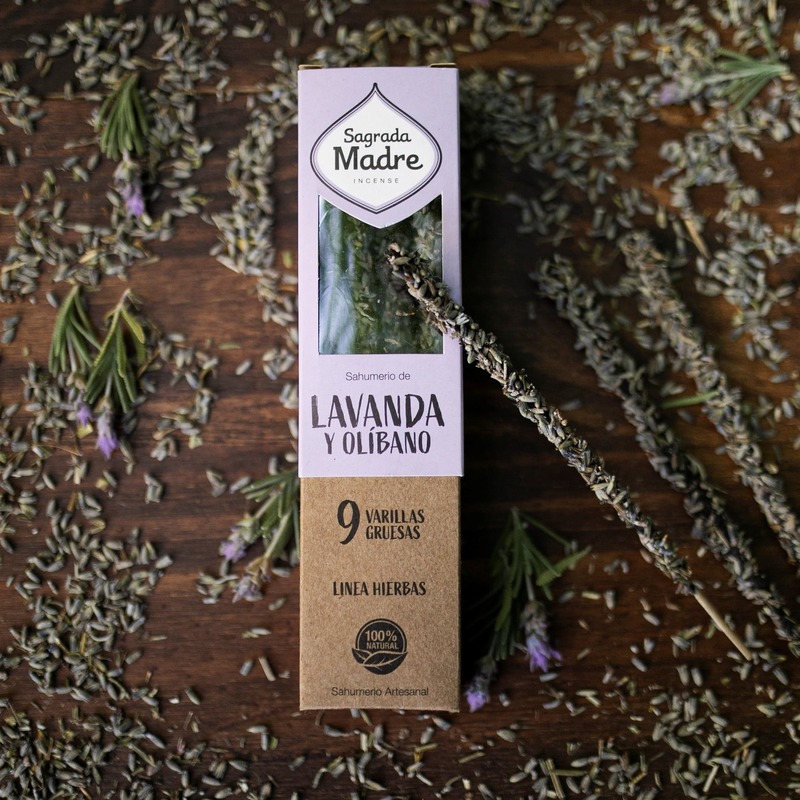 Sagrada
Madre
INCENSE
Sahumerio de
LAVANDA
Y OLÍBANO
9 VARILLAS
GRUESAS
LINEA HIERBAS
100%
NATURAL
Sahumerio Artesanal